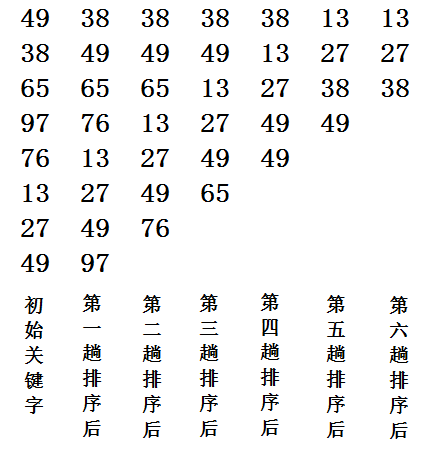 49 38 38 38 38 13 13
38 49 49 49 13 27 27
65 65 65 13 27 38 38
97 76 13 27 49 49
76 13 27 49 49
13 27 49 65
27 49 76
49 97
初始关键字
第一趟排序后
第二趟排序后
第三趟排序后
第四趟排序后
第五趟排序后
第六趟排序后